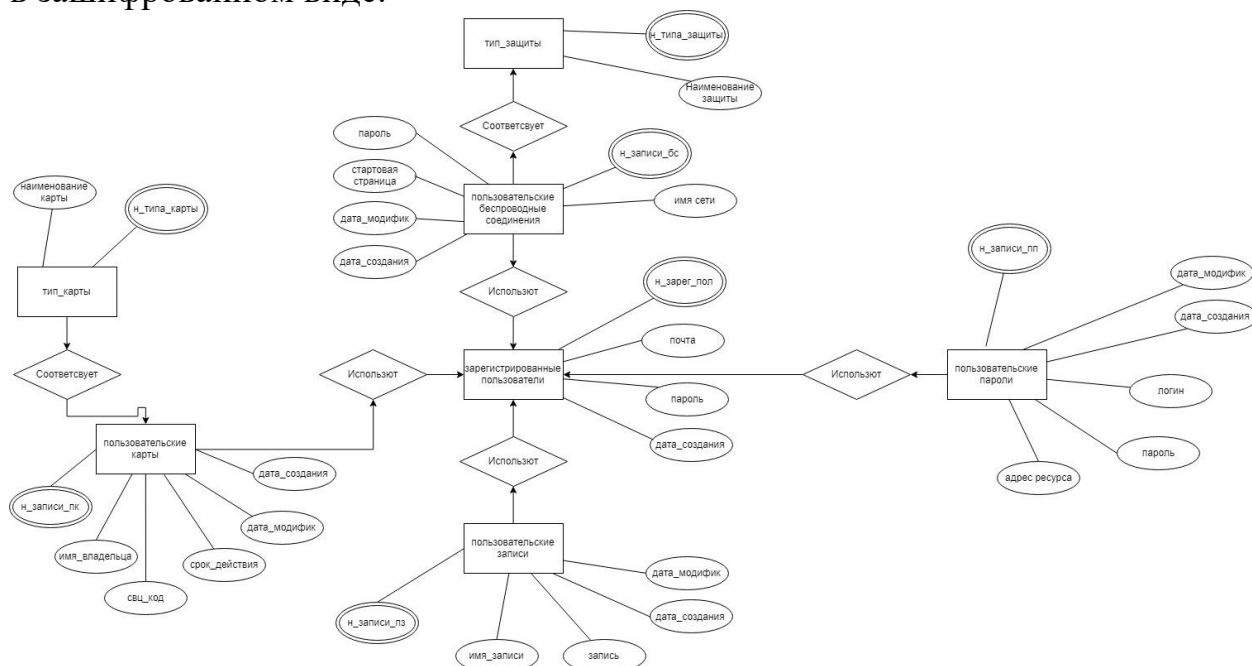 в зашифрованном виде.
тип_защиты
н_типа_защиты
Наименование
защиты
Соответсвует
пароль
стартовая
страница
дата_модифик
дата_создания
пользовательские
беспроводные
соединения
н_записи_бс
имя сети
наименование
карты
н_типа_карты
тип_карты
Соответсвует
Использют
н_зарег_пол
почта
зарегистрированные
пользователи
пароль
дата_создания
Использют
Использют
н_записи_пп
дата_модифик
дата_создания
пользовательские
пароли
логин
пароль
адрес ресурса
пользовательские
карты
дата_создания
н_записи_пк
дата_модифик
имя_владельца
срок_действия
свц_код
Использют
пользовательские
записи
дата_модифик
дата_создания
н_записи_пз
имя_записи
запись